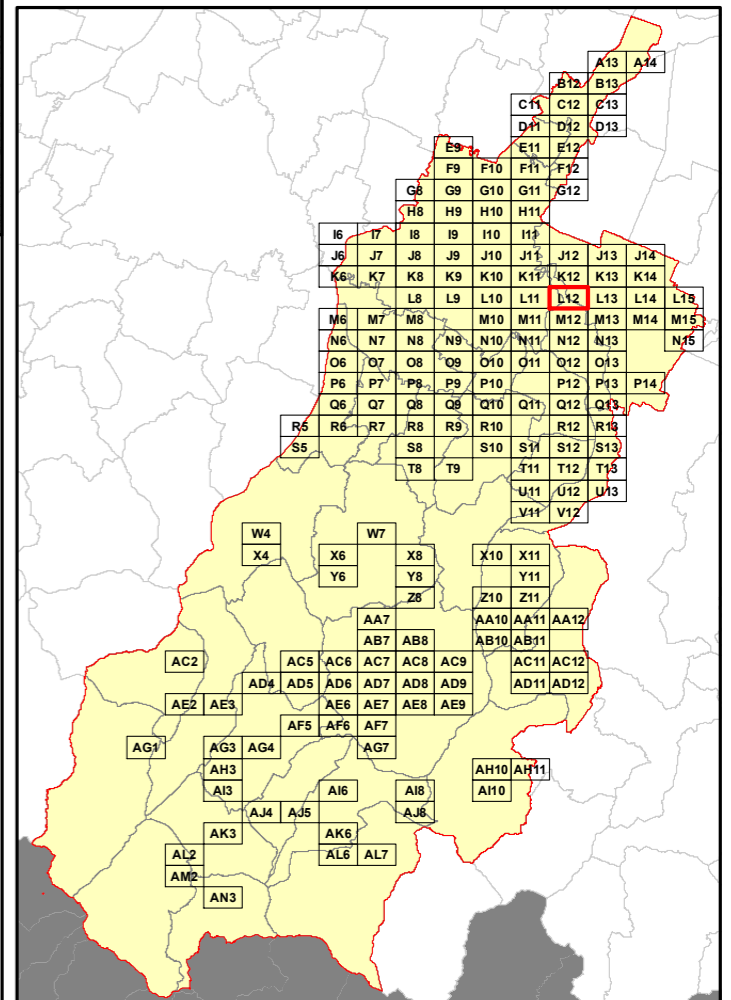 A13 A14
B12 B13
C11 C12 C13
D11 D12 D13
E9 E11 E12
F9 F10 F11 F12
G8 G9 G10 G11 G12
H8 H9 H10 H11
I6 I7 I8 I9 I10 I11
J6 J7 J8 J9 J10 J11 J12 J13 J14
K6 K7 K8 K9 K10 K11 K12 K13 K14
L8 L9 L10 L11 L12 L13 L14 L15
M6 M7 M8 M10 M11 M12 M13 M14 M15
N6 N7 N8 N9 N10 N11 N12 N13 N15
O6 O7 O8 O9 O10 O11 O12 O13
P6 P7 P8 P9 P10 P12 P13 P14
Q6 Q7 Q8 Q9 Q10 Q11 Q12 Q13
R5 R6 R7 R8 R9 R10 R12 R13
S5 S8 S10 S11 S12 S13
T8 T9 T11 T12 T13
U11 U12 U13
V11 V12
W4 W7
X4 X6 X8 X10 X11
Y6 Y8 Y11
Z8 Z10 Z11
AA7 AA10 AA11 AA12
AB7 AB8 AB10 AB11
AC2 AC5 AC6 AC7 AC8 AC9 AC11 AC12
AD4 AD5 AD6 AD7 AD8 AD9 AD11 AD12
AE2 AE3 AE6 AE7 AE8 AE9
AF5 AF6 AF7
AG1 AG3 AG4 AG7
AH3 AH10 AH11
AI3 AI6 AI8 AI10
AJ4 AJ5 AJ8
AK3 AK6
AL2 AL6 AL7
AM2
AN3